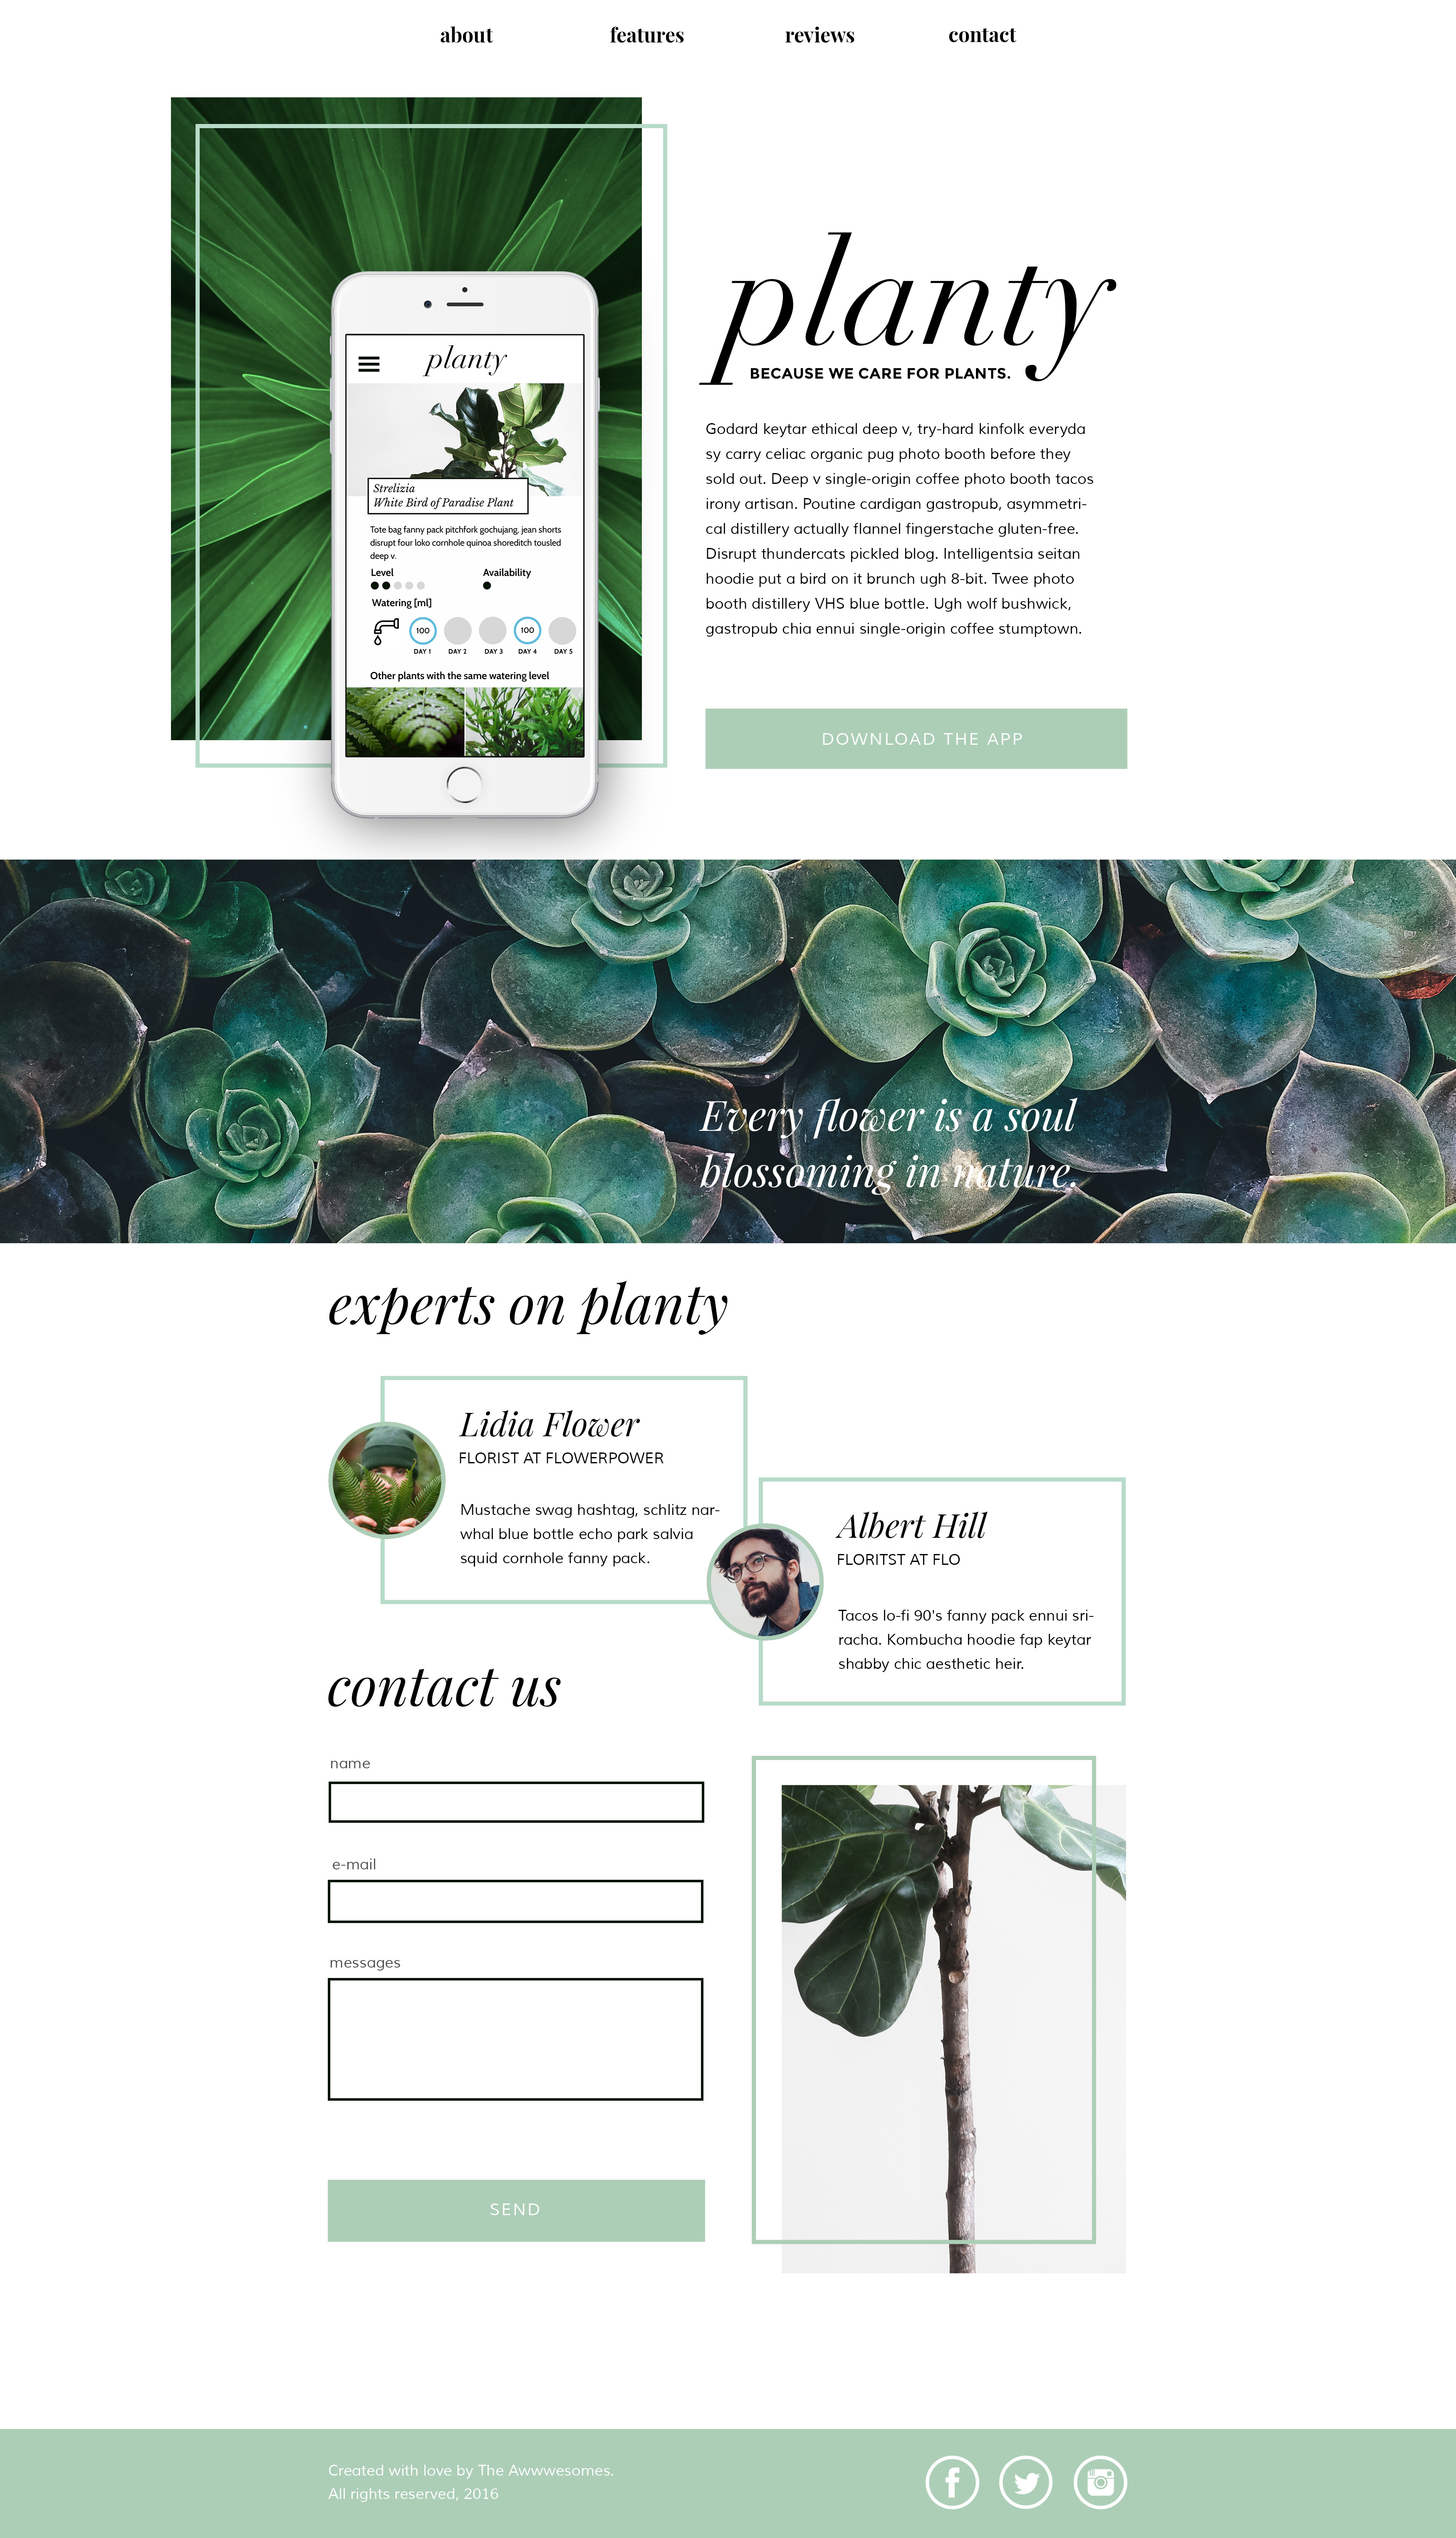 about features reviews contact
planty
Strelizia
White Bird of Paradise Plant
Tote bag fanny pack pitchfork gochujang, jean shorts
disrupt four loko cornhole quinoa shoreditch tousled
deep v.
Level Availability
Watering [ml]
100 100
DAY 1 DAY 2 DAY 3 DAY 4 DAY 5
Other plants with the same watering level
planty
BECAUSE WE CARE FOR PLANTS.
Godard keytar ethical deep v, try-hard kinfolk everyda
sy carry celiac organic pug photo booth before they
sold out. Deep v single-origin coffee photo booth tacos
irony artisan. Poutine cardigan gastropub, asymmetri-
cal distillery actually flannel fingerstache gluten-free.
Disrupt thundercats pickled blog. Intelligentsia seitan
hoodie put a bird on it brunch ugh 8-bit. Twee photo
booth distillery VHS blue bottle. Ugh wolf bushwick,
gastropub chia ennui single-origin coffee stumptown.
DOWNLOAD THE APP
Every flower is a soul
blossoming in nature.
experts on planty
Lidia Flower
FLORIST AT FLOWERPOWER
Mustache swag hashtag, schlitz nar-
whal blue bottle echo park salvia
squid cornhole fanny pack.
Albert Hill
FLORITST AT FLO
Tacos lo-fi 90's fanny pack ennui sri-
racha. Kombucha hoodie fap keytar
shabby chic aesthetic heir.
contact us
name
e-mail
messages
SEND
Created with love by The Awwwesomes.
All rights reserved, 2016